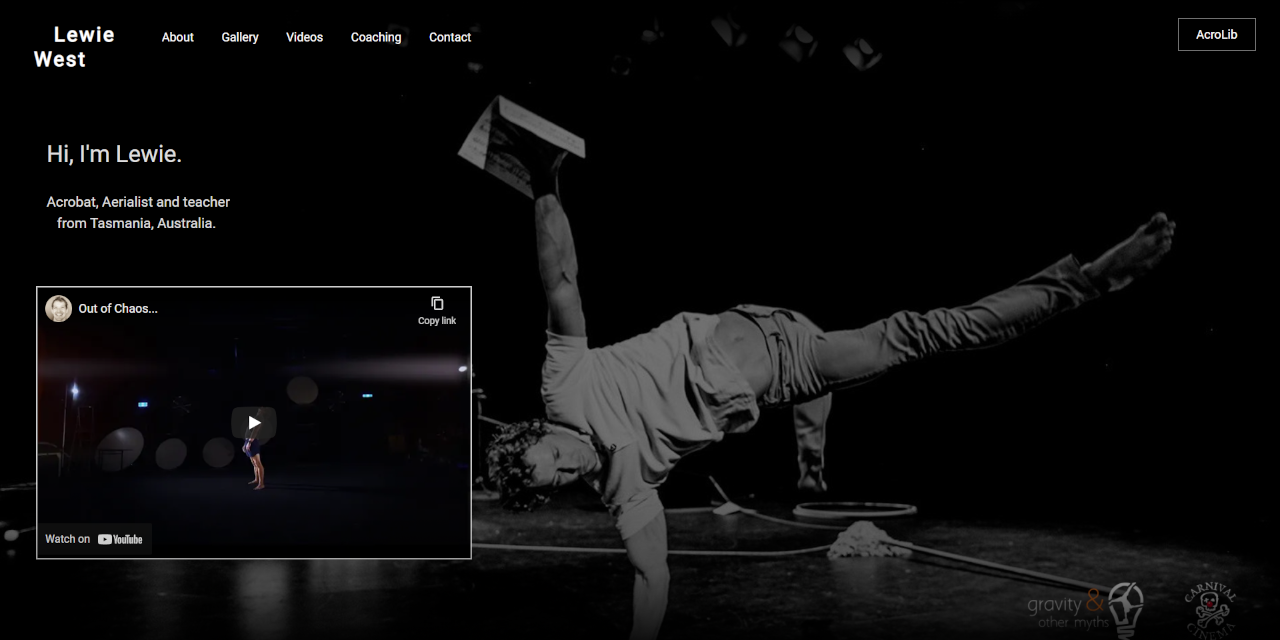 Lewie
West
About
Gallery
Videos
Coaching
Contact
AcroLib
Hi, I'm Lewie.
Acrobat, Aerialist and teacher
from Tasmania, Australia.
Out of Chaos...
Copy link
Watch on YouTube
gravity &
other myths
CARNIVAL
CINEMA